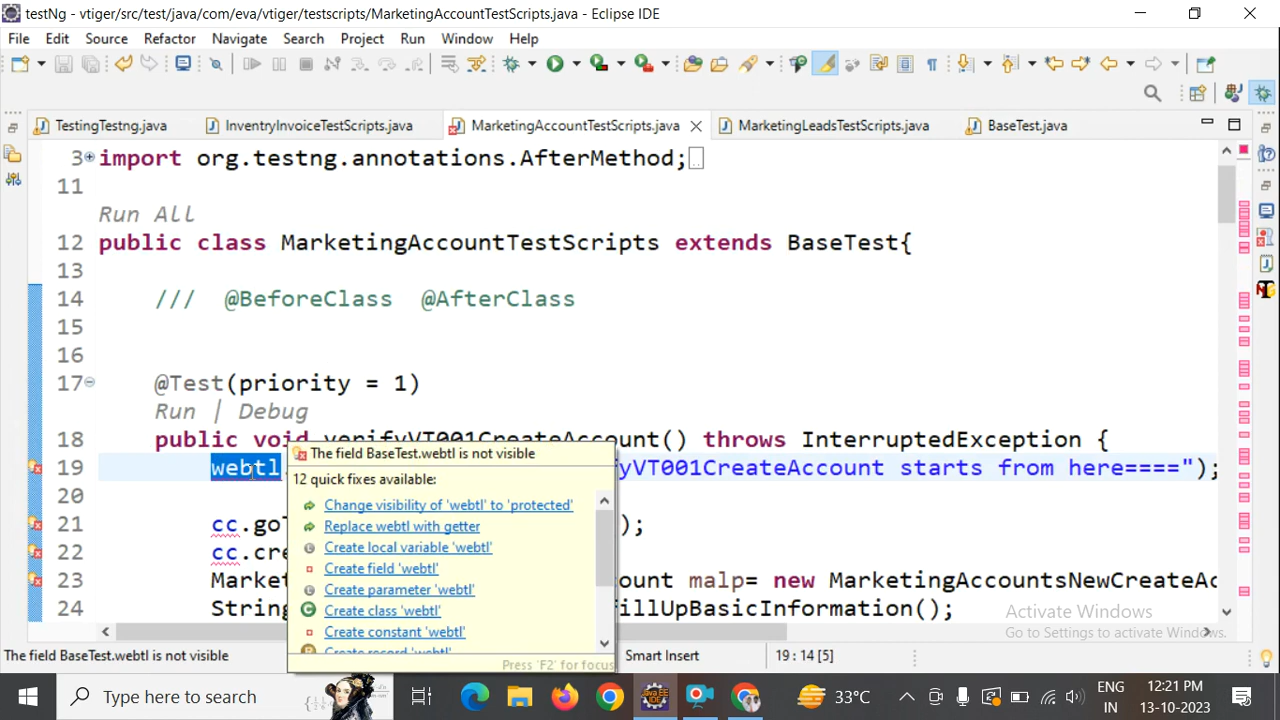 testNg - vtiger/src/test/java/com/eva/vtiger/testscripts/MarketingAccountTestScripts.java - Eclipse IDE
File Edit Source Refactor Navigate Search Project Run Window Help
TestingTestng.java InventryInvoiceTestScripts.java MarketingAccountTestScripts.java MarketingLeadsTestScripts.java BaseTest.java
3 import org.testng.annotations.AfterMethod;
11
Run All
12 public class MarketingAccountTestScripts extends BaseTest{
13
14 /// @BeforeClass @AfterClass
15
16
17 @Test(priority = 1)
Run | Debug
18 public void verifyVT001CreateAccount() throws InterruptedException {
19 webtl fyVT001CreateAccount starts from here====");
20
21 cc.go );
22 cc.cre
23 Marke ount malp= new MarketingAccountsNewCreateAc
24 String illUpBasicInformation();
The field BaseTest.webtl is not visible
12 quick fixes available:
Change visibility of 'webtl' to 'protected'
Replace webtl with getter
Create local variable 'webtl'
Create field 'webtl'
Create parameter 'webtl'
Create class 'webtl'
Create constant 'webtl'
Create record 'webtl'
Press 'F2' for focus
Activate Windows
Go to Settings to activate Windows.
The field BaseTest.webtl is not visible Smart Insert 19 : 14 [5]
Type here to search 33°C ENG IN 12:21 PM 13-10-2023